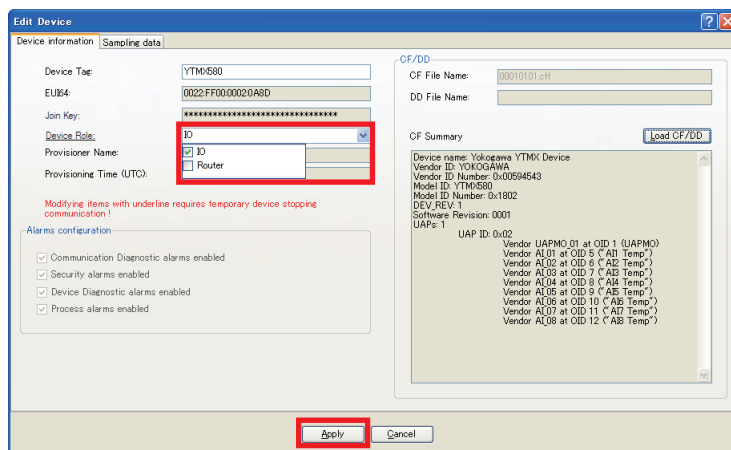 Edit Device
Device information Sampling data
Device Tag: YTMX580
EUI64: 0022:FF00:0002:0A8D
Join Key: ********************************
Device Role: IO
IO
Provisioner Name:
Router
Provisioning Time (UTC):
Modifying items with underline requires temporary device stopping
communication !
Alarms configuration
Communication Diagnostic alarms enabled
Security alarms enabled
Device Diagnostic alarms enabled
Process alarms enabled
CF/DD
CF File Name: 00010101.cff
DD File Name:
CF Summary Load CF/DD
Device name: Yokogawa YTMX Device
Vendor ID: YOKOGAWA
Vendor ID Number: 0x00594543
Model ID: YTMX580
Model ID Number: 0x1802
DEV_REV: 1
Software Revision: 0001
UAPs: 1
UAP ID: 0x02
Vendor UAPMO_01 at OID 1 (UAPMO)
Vendor AI_01 at OID 5 ("AI1 Temp")
Vendor AI_02 at OID 6 ("AI2 Temp")
Vendor AI_03 at OID 7 ("AI3 Temp")
Vendor AI_04 at OID 8 ("AI4 Temp")
Vendor AI_05 at OID 9 ("AI5 Temp")
Vendor AI_06 at OID 10 ("AI6 Temp")
Vendor AI_07 at OID 11 ("AI7 Temp")
Vendor AI_08 at OID 12 ("AI8 Temp")
Apply Cancel